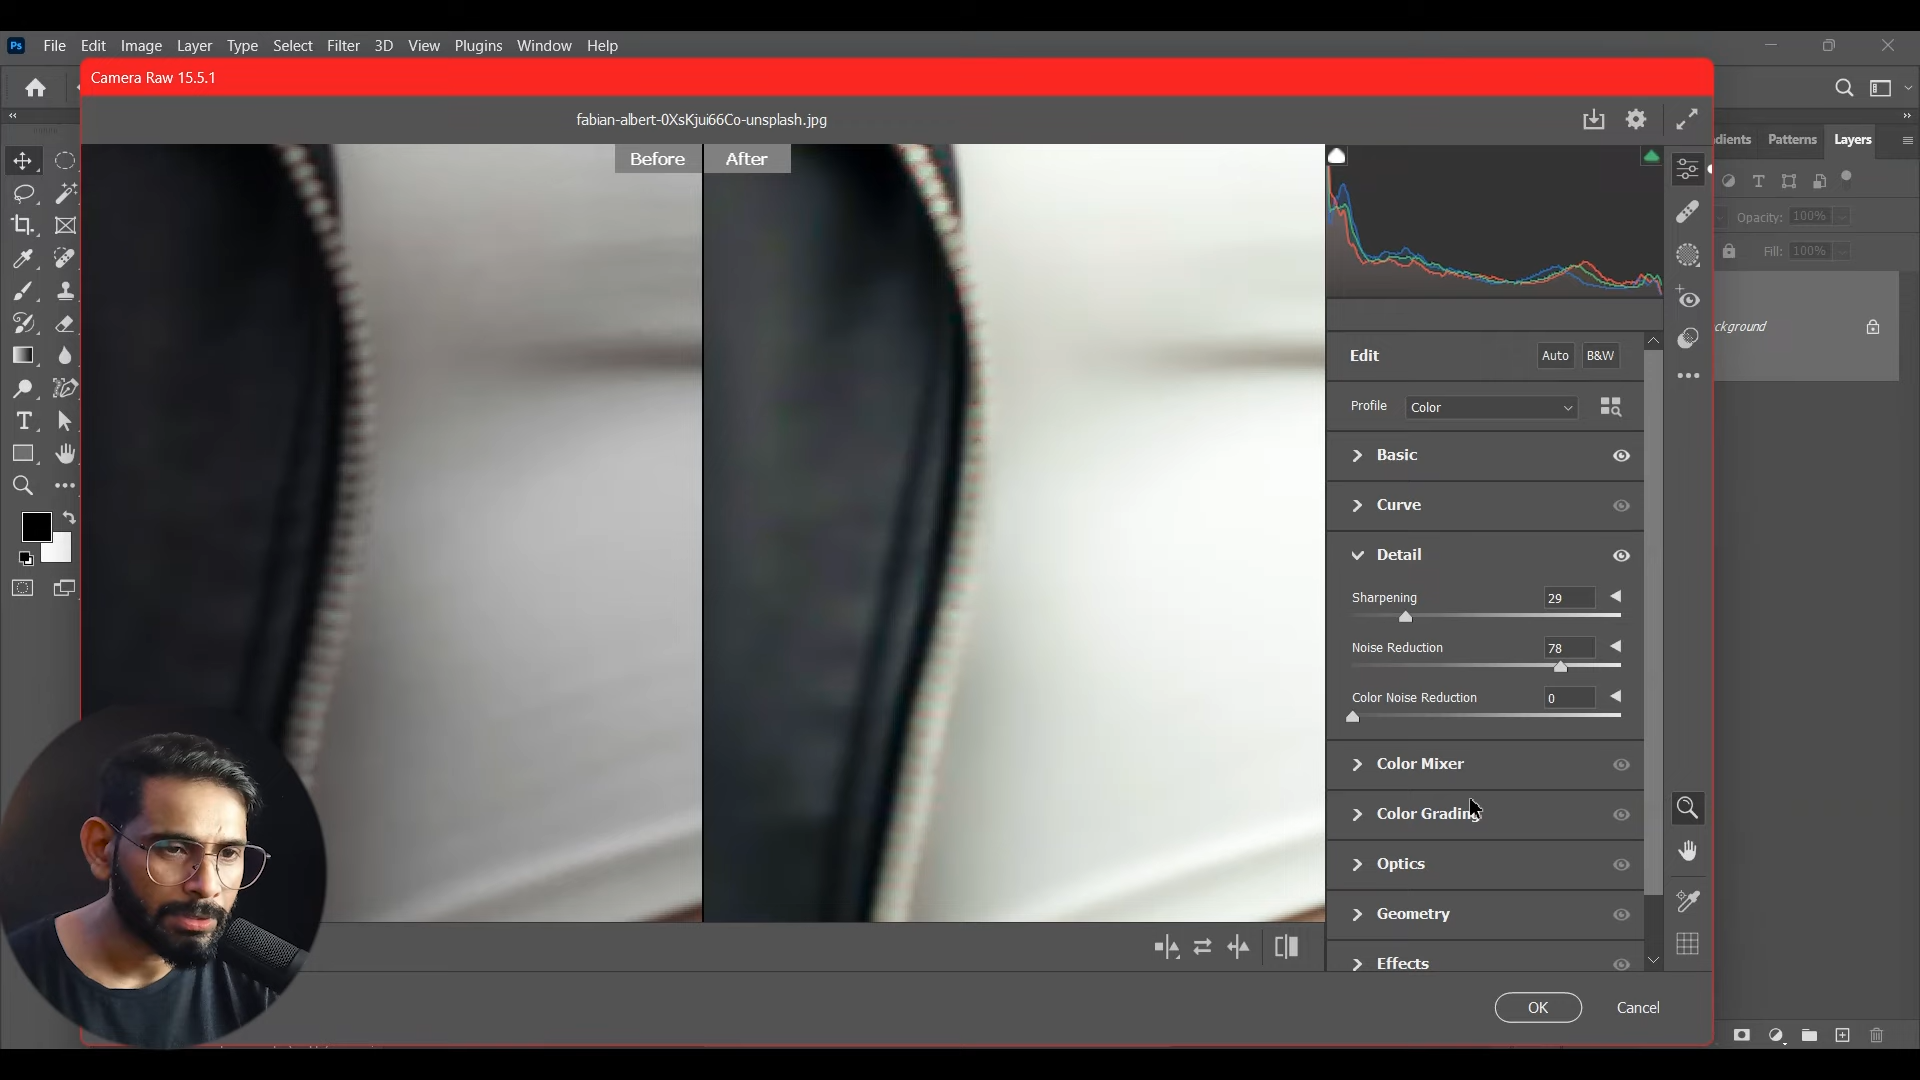 Ps File Edit Image Layer Type Select Filter 3D View Plugins Window Help
Camera Raw 15.5.1
fabian-albert-0XsKjui66Co-unsplash.jpg
Before After
dients Patterns Layers
Opacity: 100%
Fill: 100%
ckground
Edit Auto B&W
Profile Color
Basic
Curve
Detail
Sharpening 29
Noise Reduction 78
Color Noise Reduction 0
Color Mixer
Color Grading
Optics
Geometry
Effects
OK Cancel